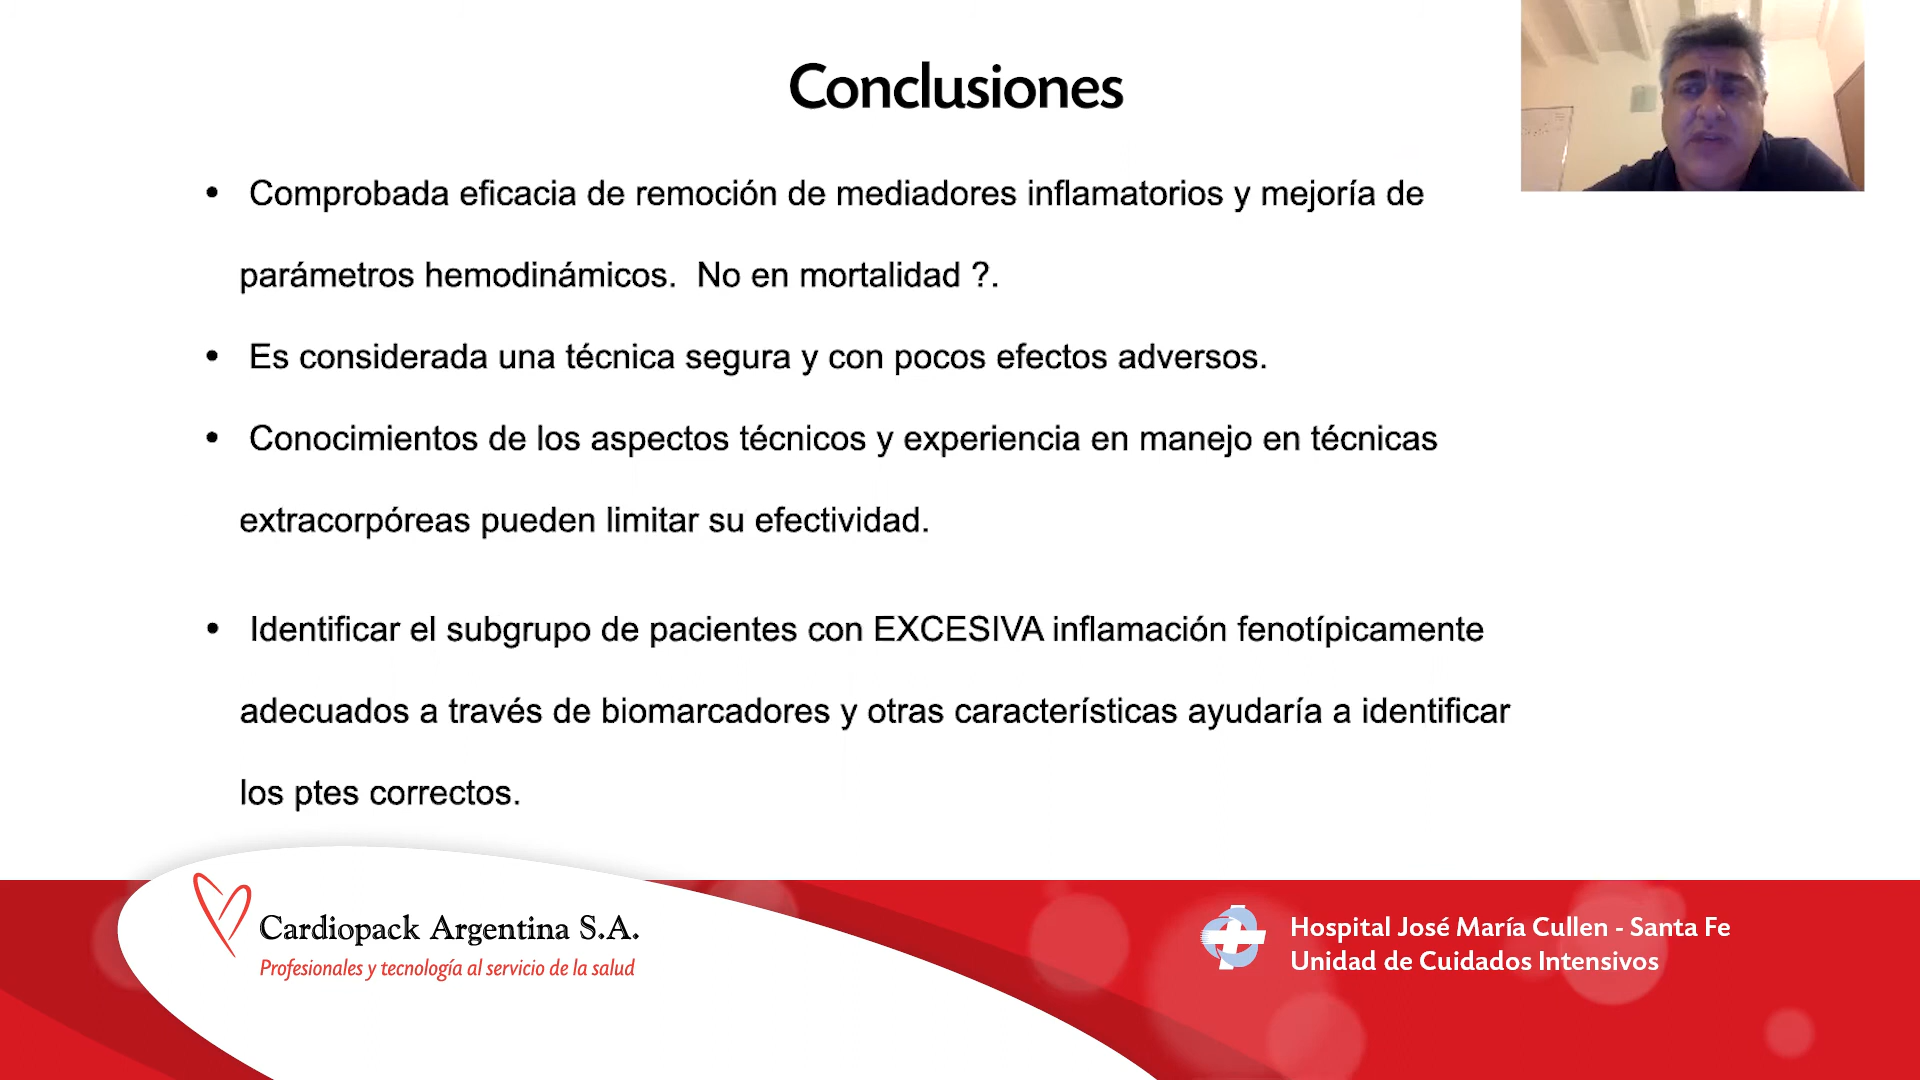 Conclusiones
• Comprobada eficacia de remoción de mediadores inflamatorios y mejoría de
parámetros hemodinámicos.  No en mortalidad ?.
• Es considerada una técnica segura y con pocos efectos adversos.
• Conocimientos de los aspectos técnicos y experiencia en manejo en técnicas
extracorpóreas pueden limitar su efectividad.
• Identificar el subgrupo de pacientes con EXCESIVA inflamación fenotípicamente
adecuados a través de biomarcadores y otras características ayudaría a identificar
los ptes correctos.
Cardiopack Argentina S.A.
Profesionales y tecnología al servicio de la salud
Hospital José María Cullen - Santa Fe
Unidad de Cuidados Intensivos